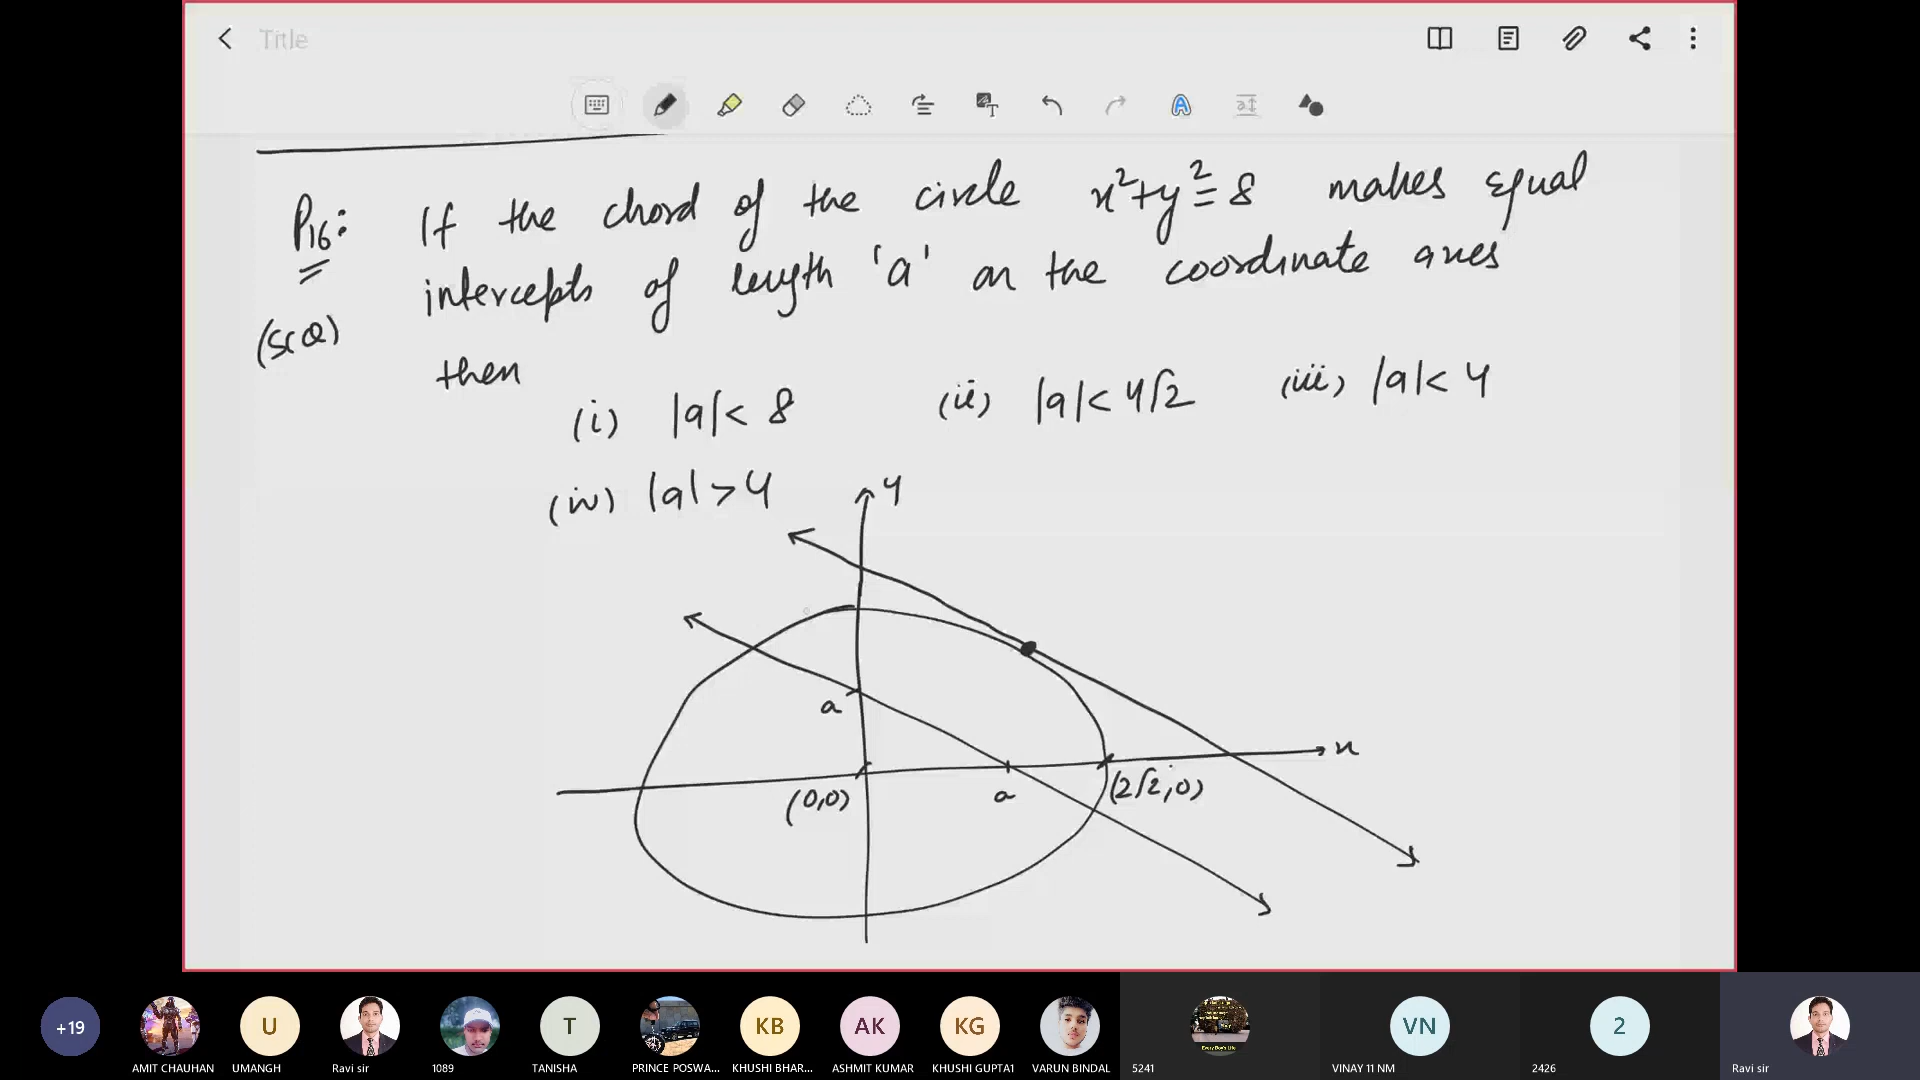 Title
P16: If the chord of the circle x²+y²=8 makes equal
intercepts of length 'a' on the coordinate axes
(SCQ)
then
(i) |a|< 8 (ii) |a|< 4√2 (iii) |a|< 4
(iv) |a| > 4
y
a
x
(0,0) a (2√2,0)
+19 U T KB AK KG VN 2
AMIT CHAUHAN UMANGH Ravi sir 1089 TANISHA PRINCE POSWA... KHUSHI BHAR... ASHMIT KUMAR KHUSHI GUPTA1 VARUN BINDAL 5241 VINAY 11 NM 2426 Ravi sir